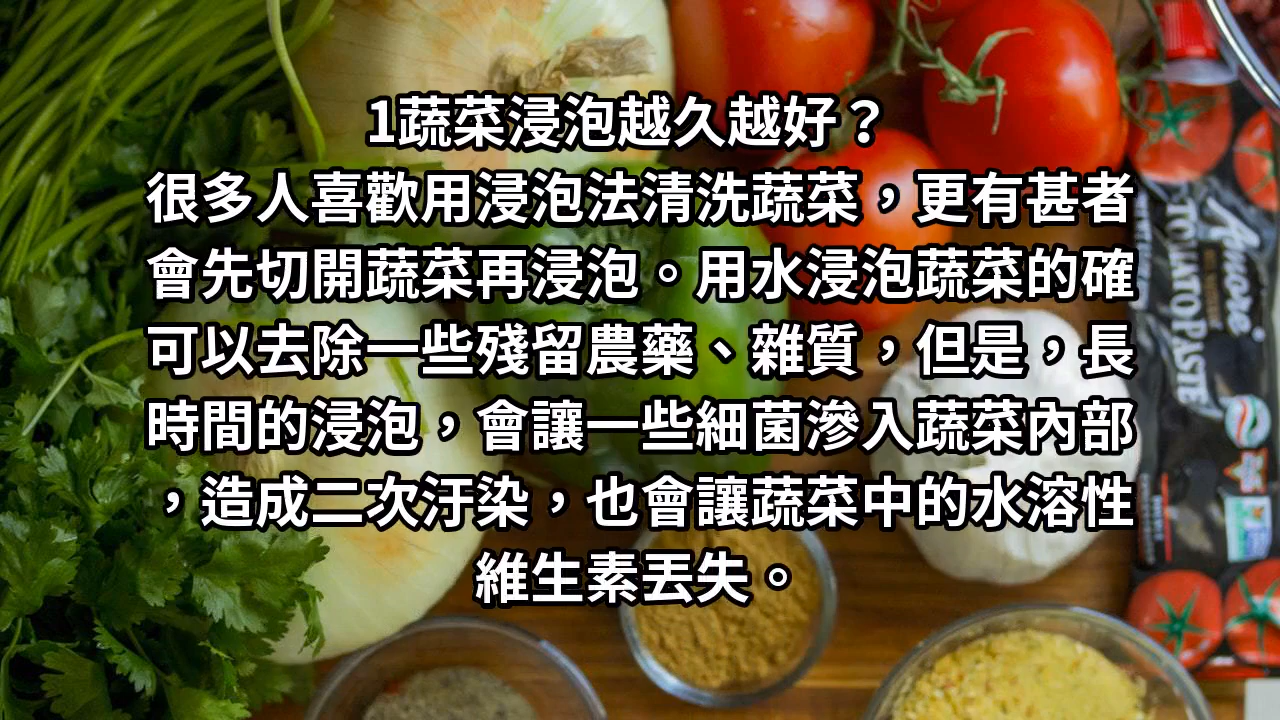 1蔬菜浸泡越久越好？
很多人喜歡用浸泡法清洗蔬菜，更有甚者
會先切開蔬菜再浸泡。用水浸泡蔬菜的確
可以去除一些殘留農藥、雜質，但是，長
時間的浸泡，會讓一些細菌滲入蔬菜內部
，造成二次汙染，也會讓蔬菜中的水溶性
維生素丟失。
Amore
TOMATO PASTE